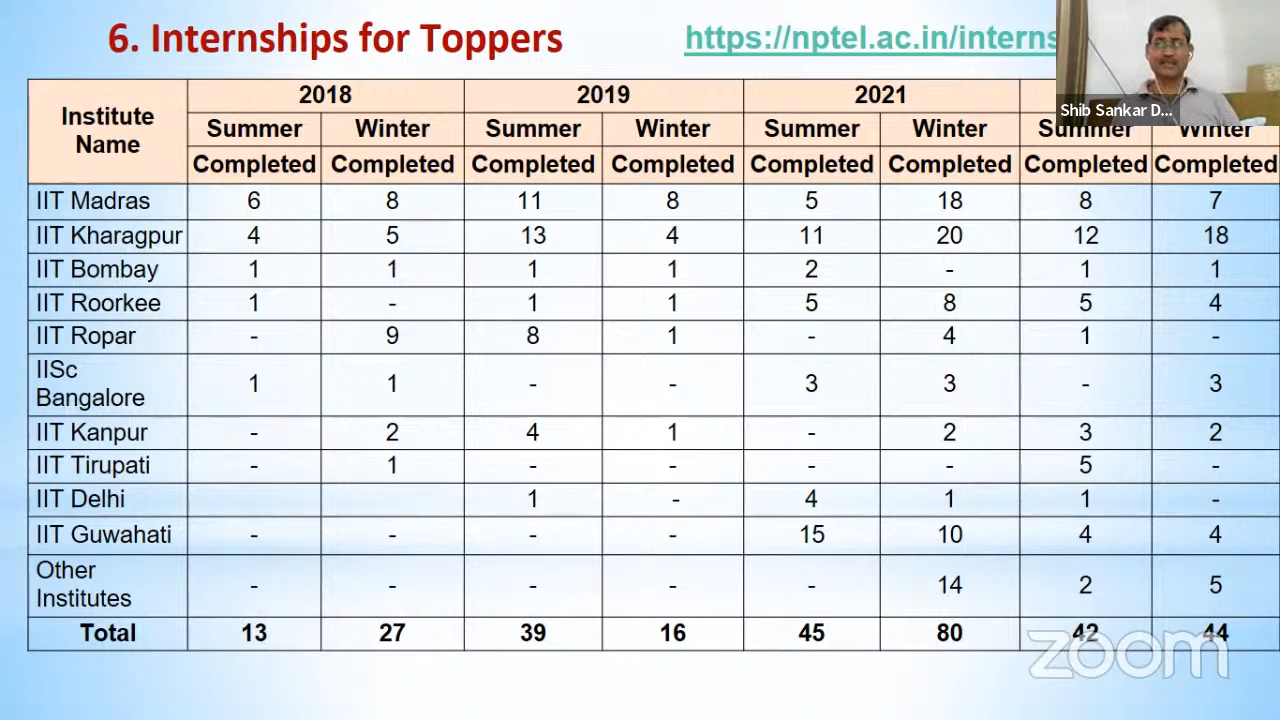 6. Internships for Toppers https://nptel.ac.in/interns
Shib Sankar D...
Institute Name 2018 2019 2021
Summer Winter Summer Winter Summer Winter Summer Winter
Completed Completed Completed Completed Completed Completed Completed Completed
IIT Madras 6 8 11 8 5 18 8 7
IIT Kharagpur 4 5 13 4 11 20 12 18
IIT Bombay 1 1 1 1 2 - 1 1
IIT Roorkee 1 - 1 1 5 8 5 4
IIT Ropar - 9 8 1 - 4 1 -
IISc Bangalore 1 1 - - 3 3 - 3
IIT Kanpur - 2 4 1 - 2 3 2
IIT Tirupati - 1 - - - - 5 -
IIT Delhi 1 - 4 1 1 -
IIT Guwahati - - - - 15 10 4 4
Other Institutes - - - - - 14 2 5
Total 13 27 39 16 45 80 42 44
zoom